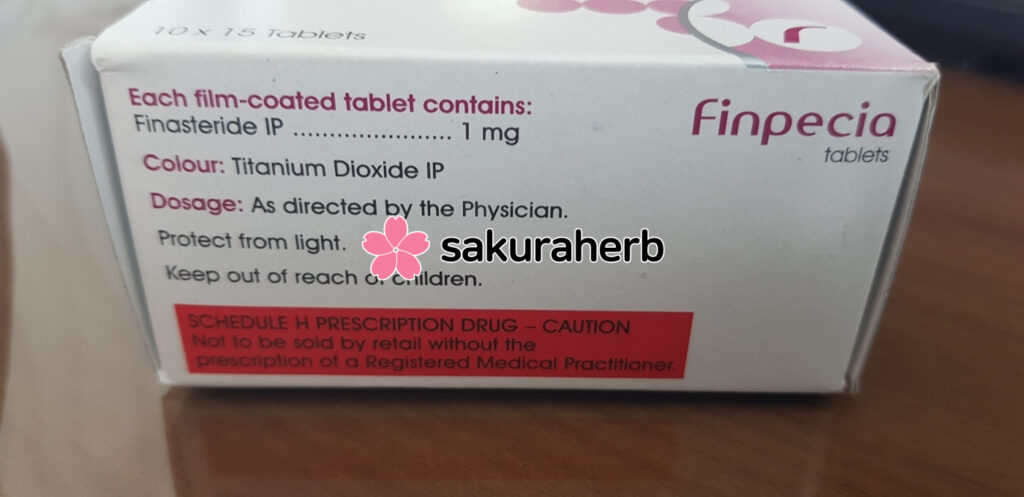 10 x 15 Tablets
Each film-coated tablet contains:
Finasteride IP ...................... 1 mg
Colour: Titanium Dioxide IP
Dosage: As directed by the Physician.
Protect from light.
Keep out of reach of children.
SCHEDULE H PRESCRIPTION DRUG – CAUTION
Not to be sold by retail without the
prescription of a Registered Medical Practitioner.
Finpecia
tablets
sakuraherb